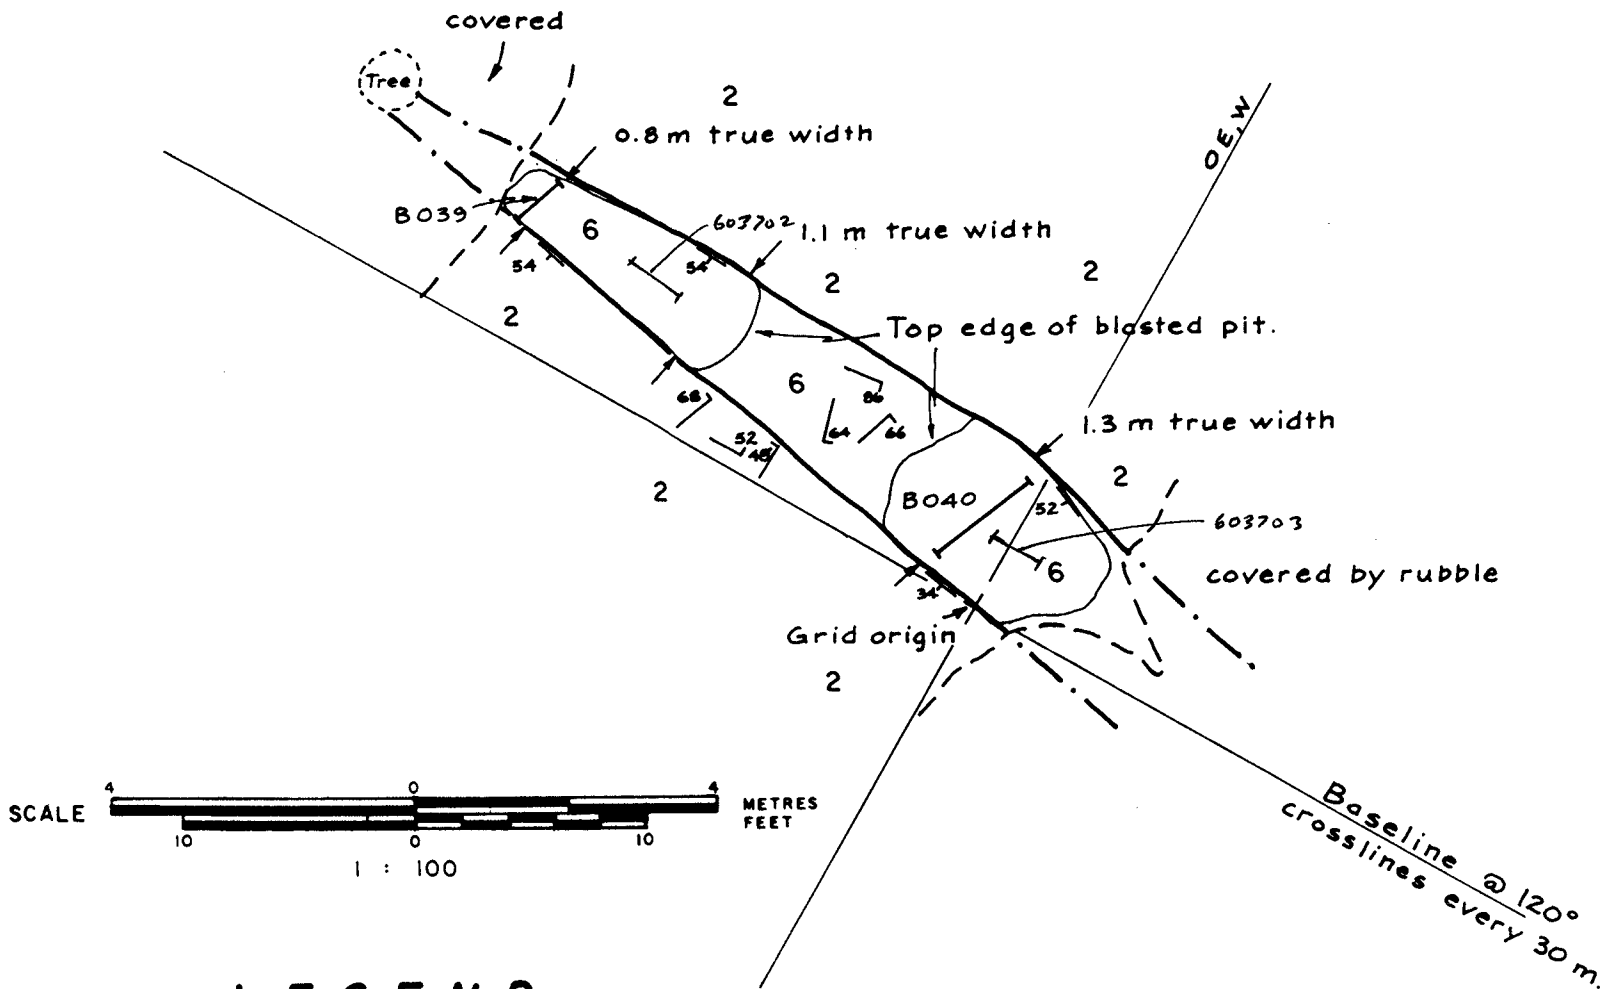 covered
Tree
2
0.8 m true width
OE,W
B039
6
603702
1.1 m true width
54
54
2
2
2
Top edge of blasted pit.
6
86
68
64
66
52
48
1.3 m true width
2
2
B040
52
603703
6
covered by rubble
34
Grid origin
2
Baseline @ 120°
crosslines every 30 m.
4 0 4
SCALE
METRES
FEET
10 0 10
1 : 100
LEGEND